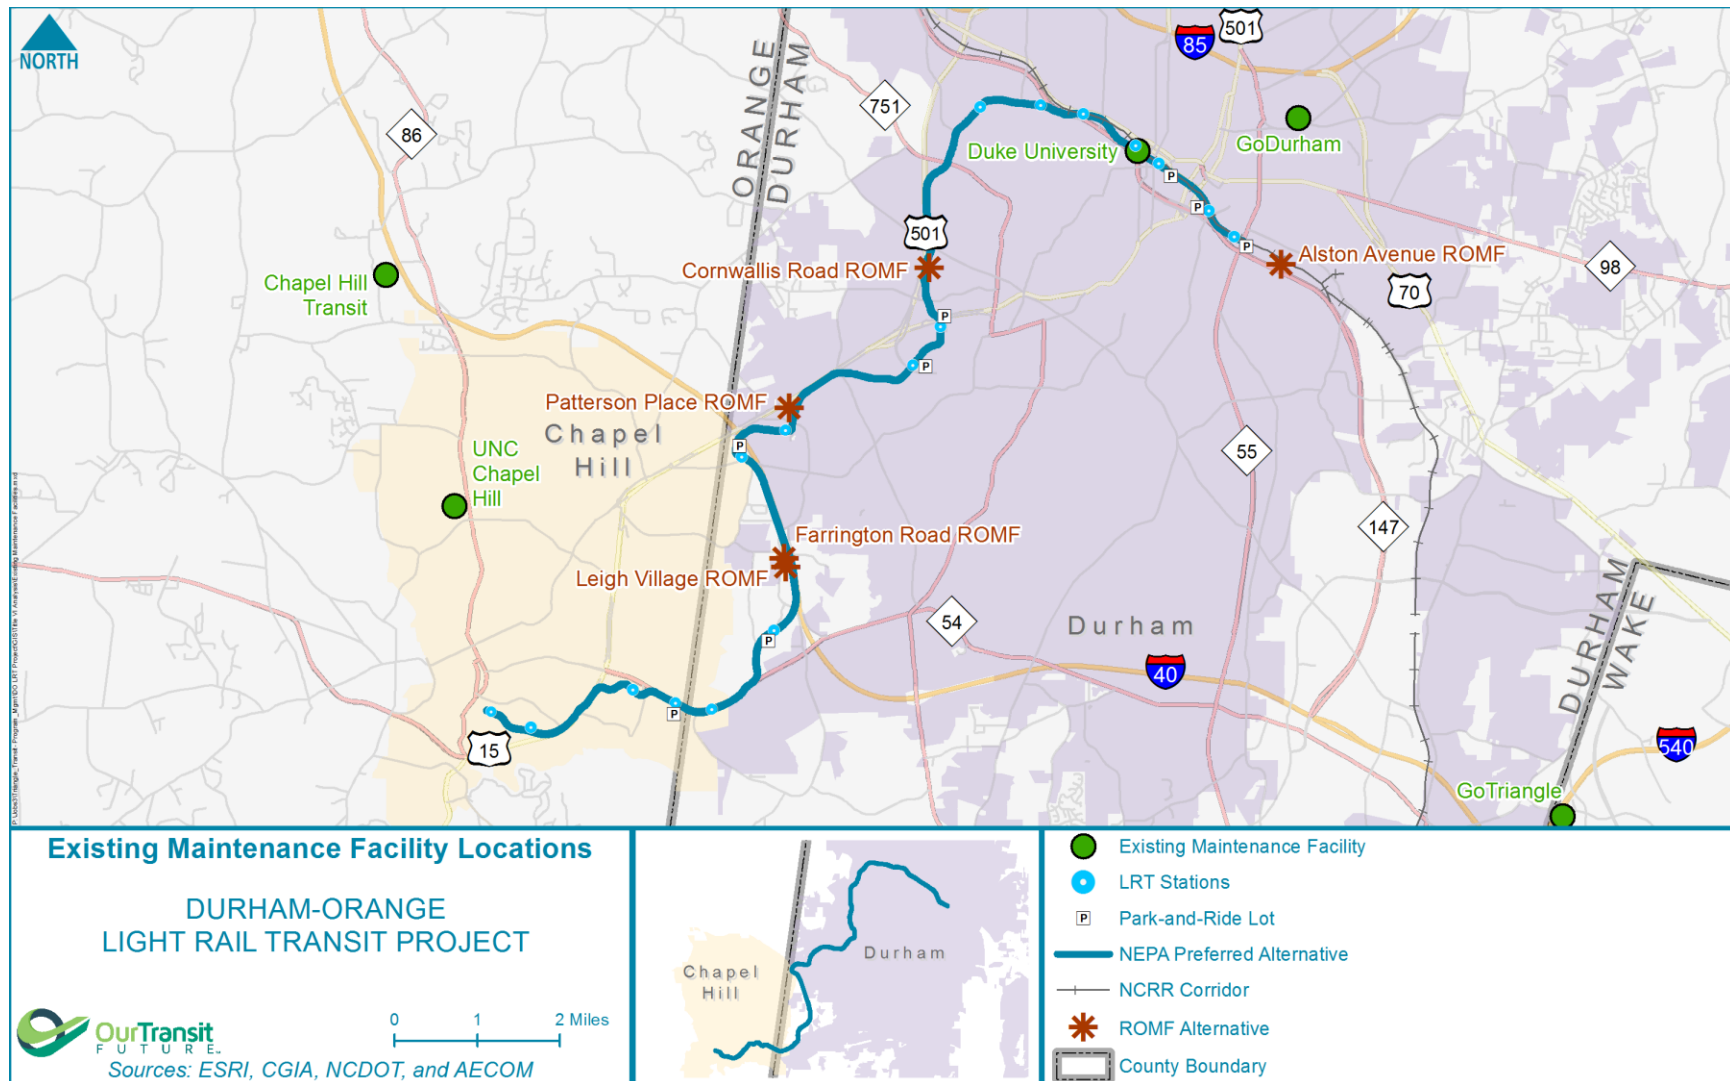 NORTH
86
ORANGE
DURHAM
751
501
85
501
Duke University
GoDurham
Chapel Hill
Transit
Cornwallis Road ROMF
Alston Avenue ROMF
98
70
Patterson Place ROMF
Chapel
Hill
UNC
Chapel
Hill
55
147
Farrington Road ROMF
Leigh Village ROMF
54
Durham
40
DURHAM
WAKE
15
540
GoTriangle
P
P
P
P
P
P
P
P
Existing Maintenance Facility Locations
DURHAM-ORANGE
LIGHT RAIL TRANSIT PROJECT
OurTransit
FUTURE
0 1 2 Miles
Sources: ESRI, CGIA, NCDOT, and AECOM
Chapel
Hill
Durham
Existing Maintenance Facility
LRT Stations
P Park-and-Ride Lot
NEPA Preferred Alternative
NCRR Corridor
ROMF Alternative
County Boundary